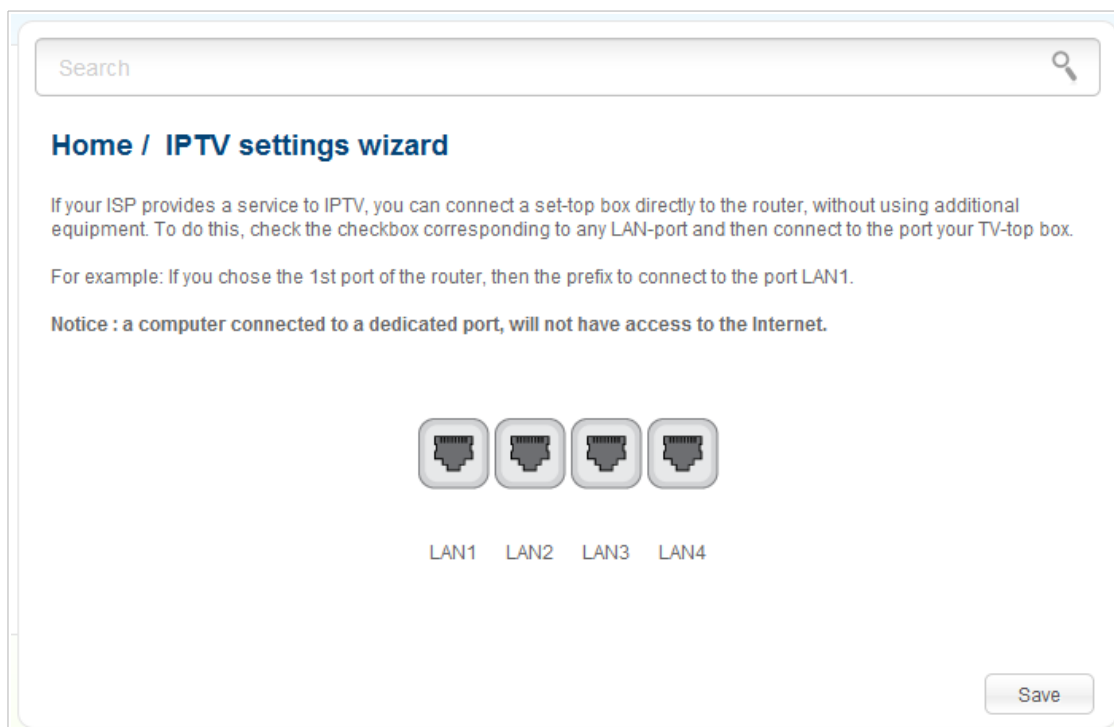 Search
Home /  IPTV settings wizard
If your ISP provides a service to IPTV, you can connect a set-top box directly to the router, without using additional
equipment. To do this, check the checkbox corresponding to any LAN-port and then connect to the port your TV-top box.
For example: If you chose the 1st port of the router, then the prefix to connect to the port LAN1.
Notice : a computer connected to a dedicated port, will not have access to the Internet.
LAN1 LAN2 LAN3 LAN4
Save